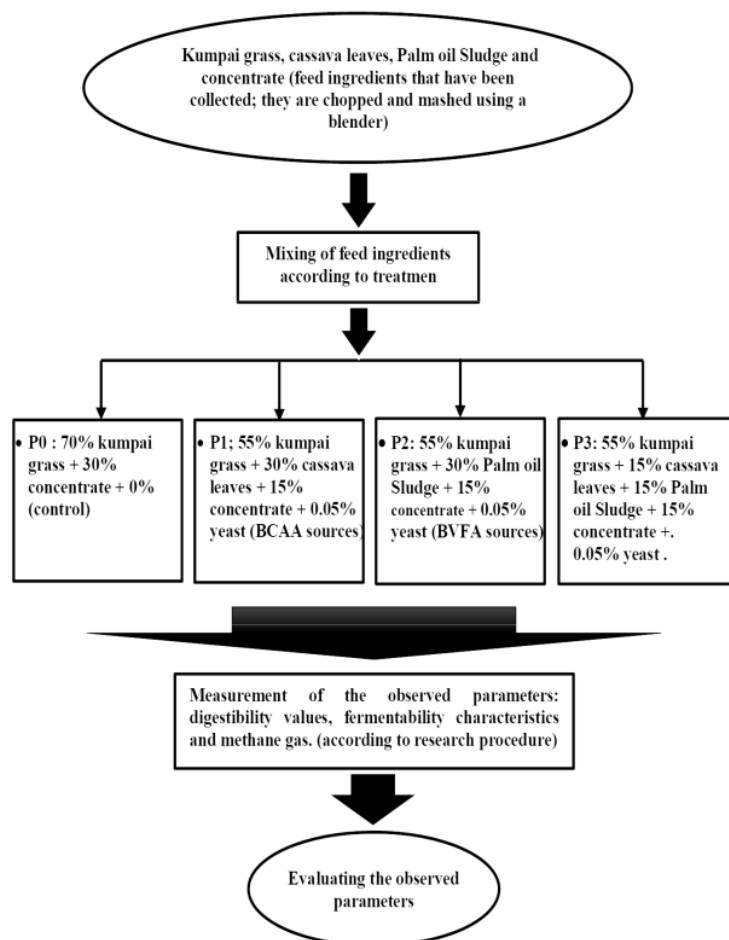 Kumpai grass, cassava leaves, Palm oil Sludge and
concentrate (feed ingredients that have been
collected; they are chopped and mashed using a
blender)
Mixing of feed ingredients
according to treatmen
• P0 : 70% kumpai
grass + 30%
concentrate + 0%
(control)
• P1; 55% kumpai
grass + 30% cassava
leaves + 15%
concentrate + 0.05%
yeast (BCAA sources)
• P2: 55% kumpai
grass + 30% Palm oil
Sludge + 15%
concentrate + 0.05%
yeast (BVFA sources)
• P3: 55% kumpai
grass + 15% cassava
leaves + 15% Palm
oil Sludge + 15%
concentrate +.
0.05% yeast .
Measurement of the observed parameters:
digestibility values, fermentability characteristics
and methane gas. (according to research procedure)
Evaluating the observed
parameters